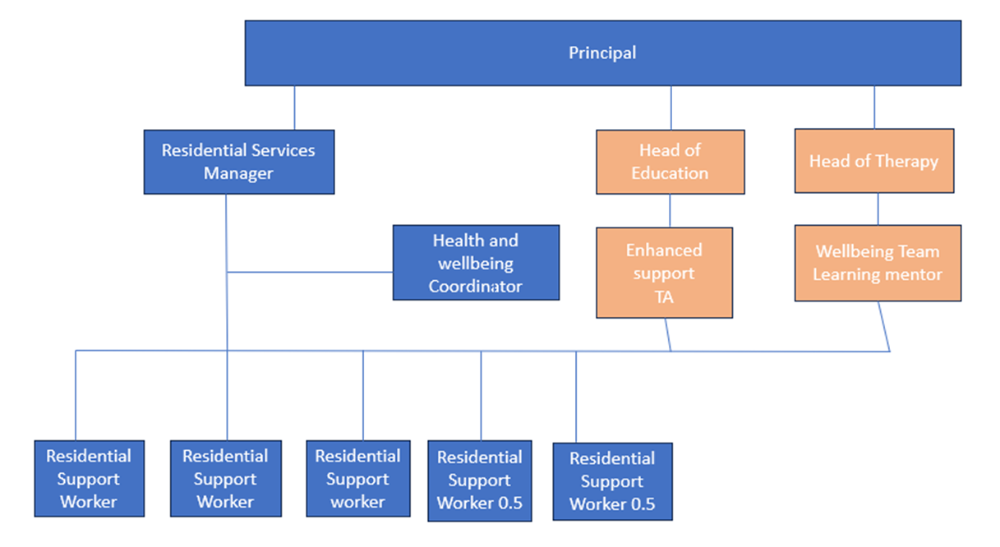 Principal
Residential Services
Manager
Head of
Education
Head of Therapy
Health and
wellbeing
Coordinator
Enhanced
support
TA
Wellbeing Team
Learning mentor
Residential
Support
Worker
Residential
Support
Worker
Residential
Support
worker
Residential
Support
Worker 0.5
Residential
Support
Worker 0.5